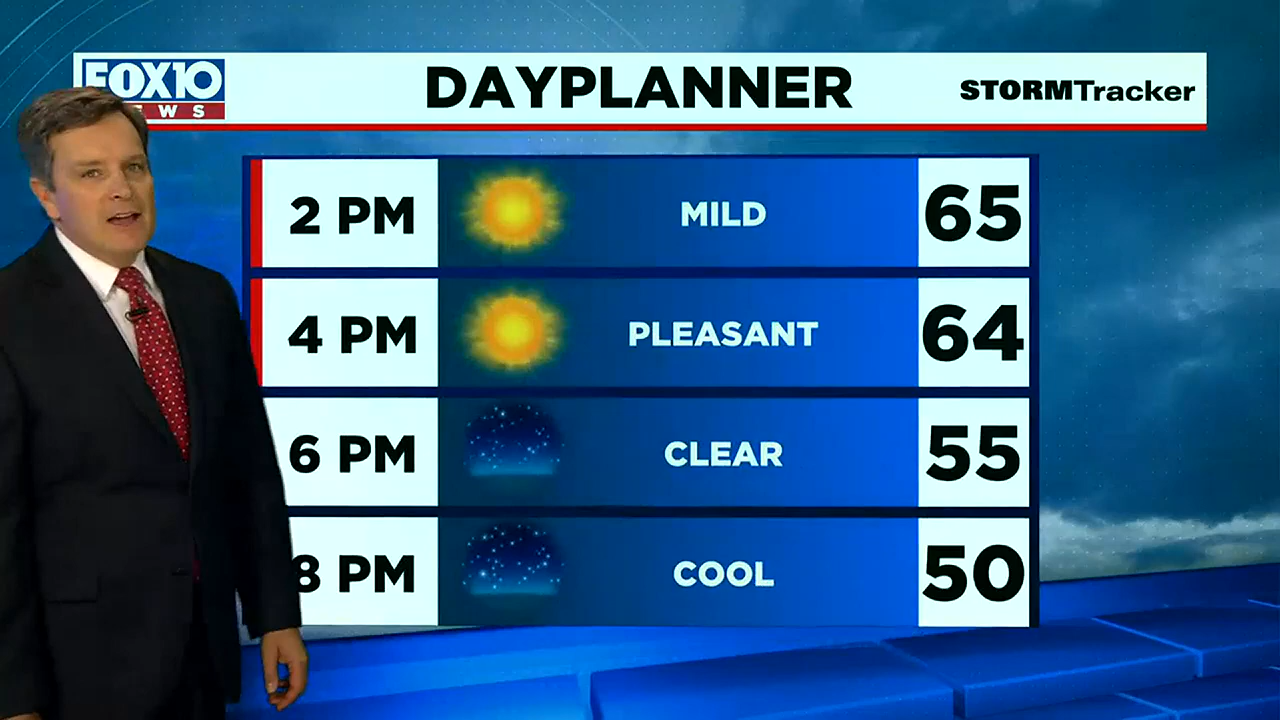 FOX10
NEWS
DAYPLANNER
STORMTracker
2 PM MILD 65
4 PM PLEASANT 64
6 PM CLEAR 55
8 PM COOL 50